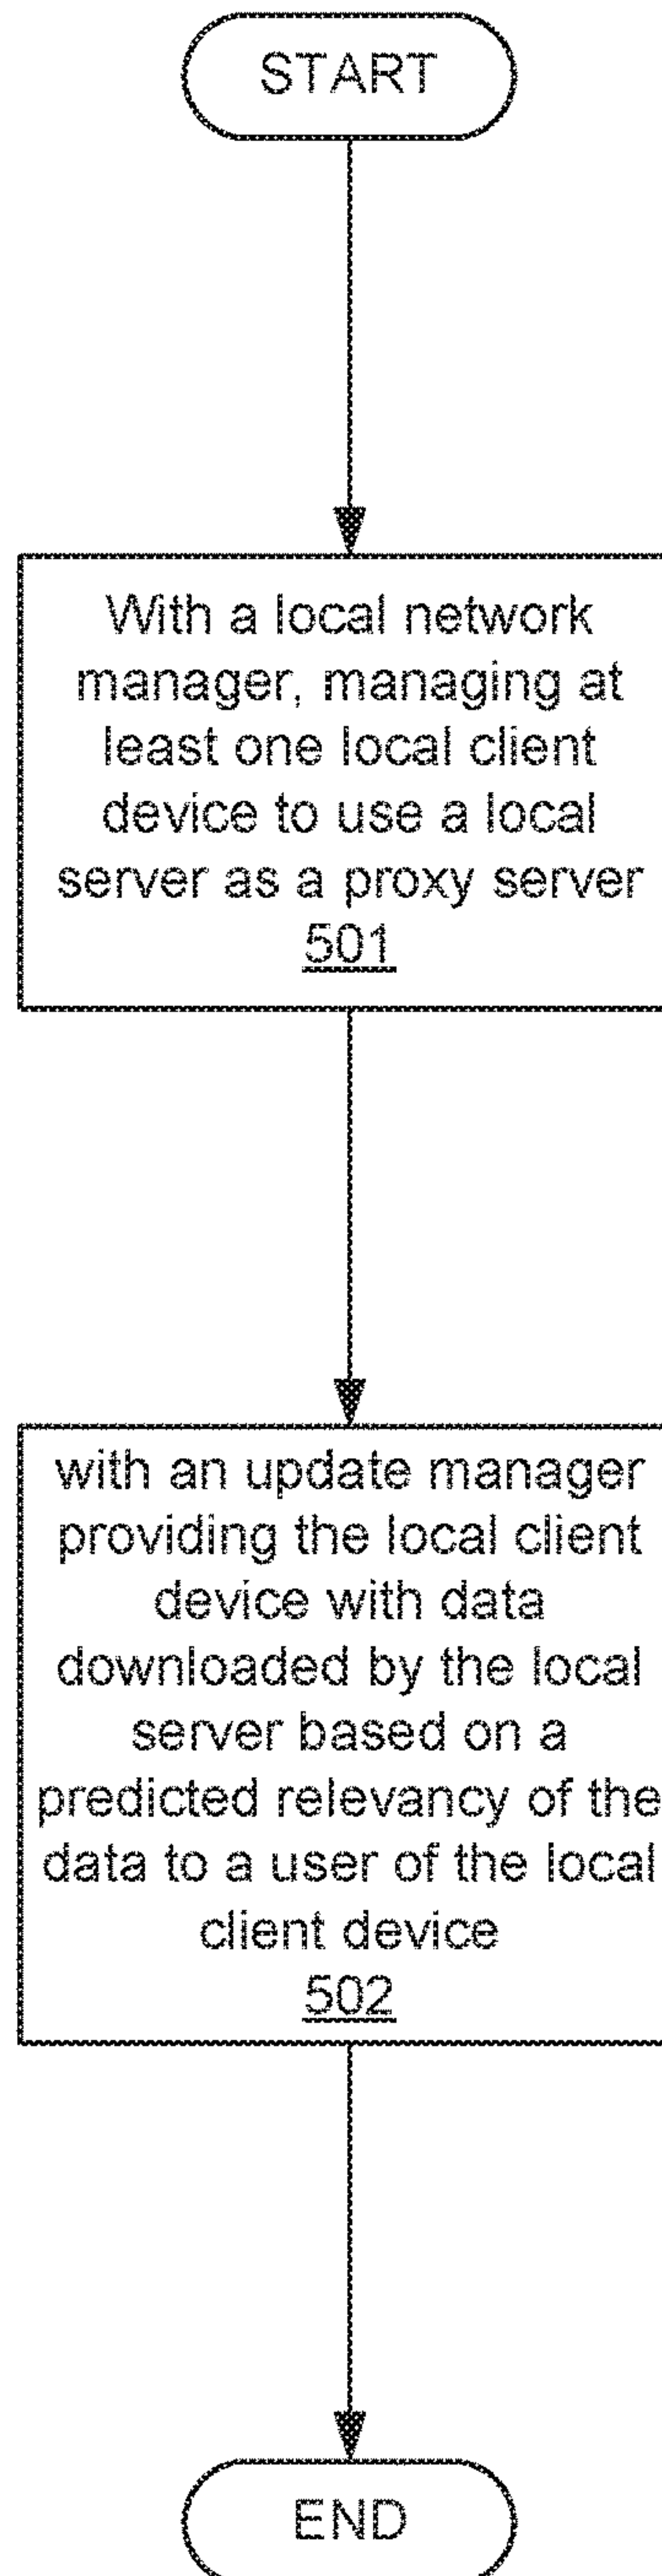 START
With a local network
manager, managing at
least one local client
device to use a local
server as a proxy server
501
with an update manager
providing the local client
device with data
downloaded by the local
server based on a
predicted relevancy of the
data to a user of the local
client device
502
END